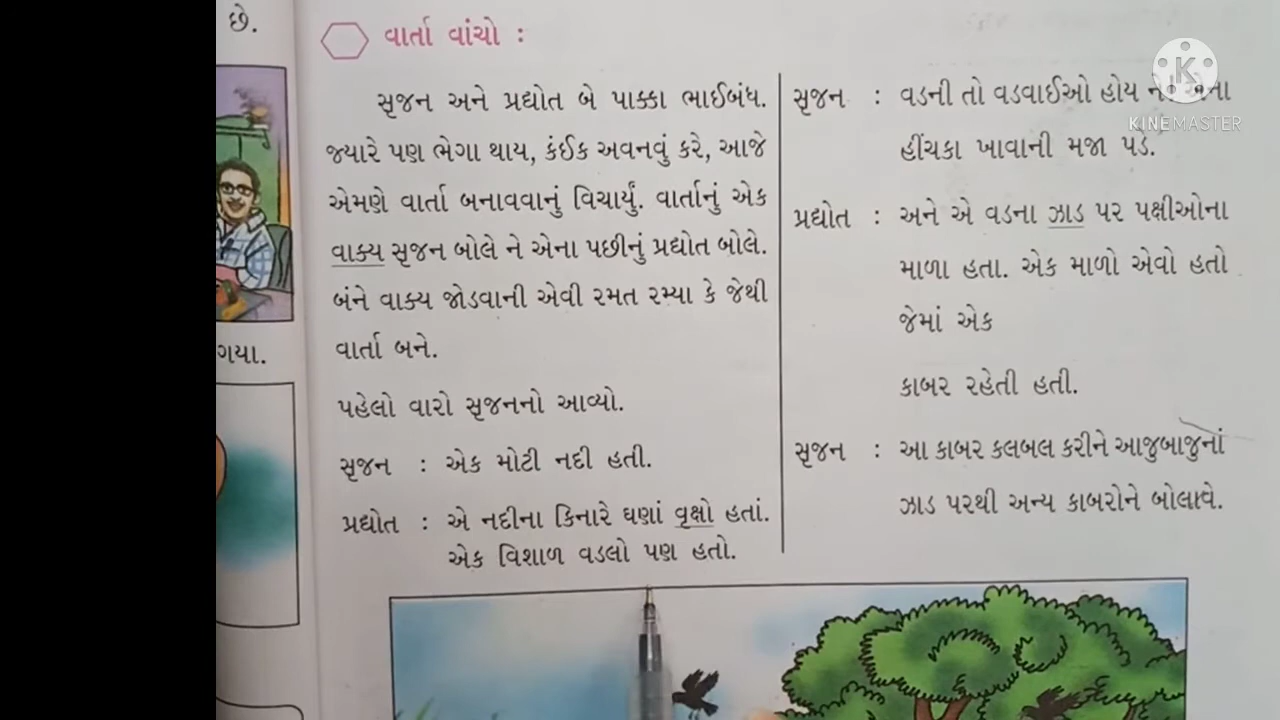 છે.
ગયા.
વાર્તા વાંચો :
સૃજન અને પ્રદ્યોત બે પાક્કા ભાઈબંધ.
જ્યારે પણ ભેગા થાય, કંઈક અવનવું કરે, આજે
એમણે વાર્તા બનાવવાનું વિચાર્યું. વાર્તાનું એક
વાક્ય સૃજન બોલે ને એના પછીનું પ્રદ્યોત બોલે.
બંને વાક્ય જોડવાની એવી રમત રમ્યા કે જેથી
વાર્તા બને.
પહેલો વારો સૃજનનો આવ્યો.
સૃજન : એક મોટી નદી હતી.
પ્રદ્યોત : એ નદીના કિનારે ઘણાં વૃક્ષો હતાં.
એક વિશાળ વડલો પણ હતો.
સૃજન : વડની તો વડવાઈઓ હોય
હીંચકા ખાવાની મજા પડે.
પ્રદ્યોત : અને એ વડના ઝાડ પર પક્ષીઓના
માળા હતા. એક માળો એવો હતો
જેમાં એક
કાબર રહેતી હતી.
સૃજન : આ કાબર કલબલ કરીને આજુબાજુનાં
ઝાડ પરથી અન્ય કાબરોને બોલાવે.
K
KINEMASTER